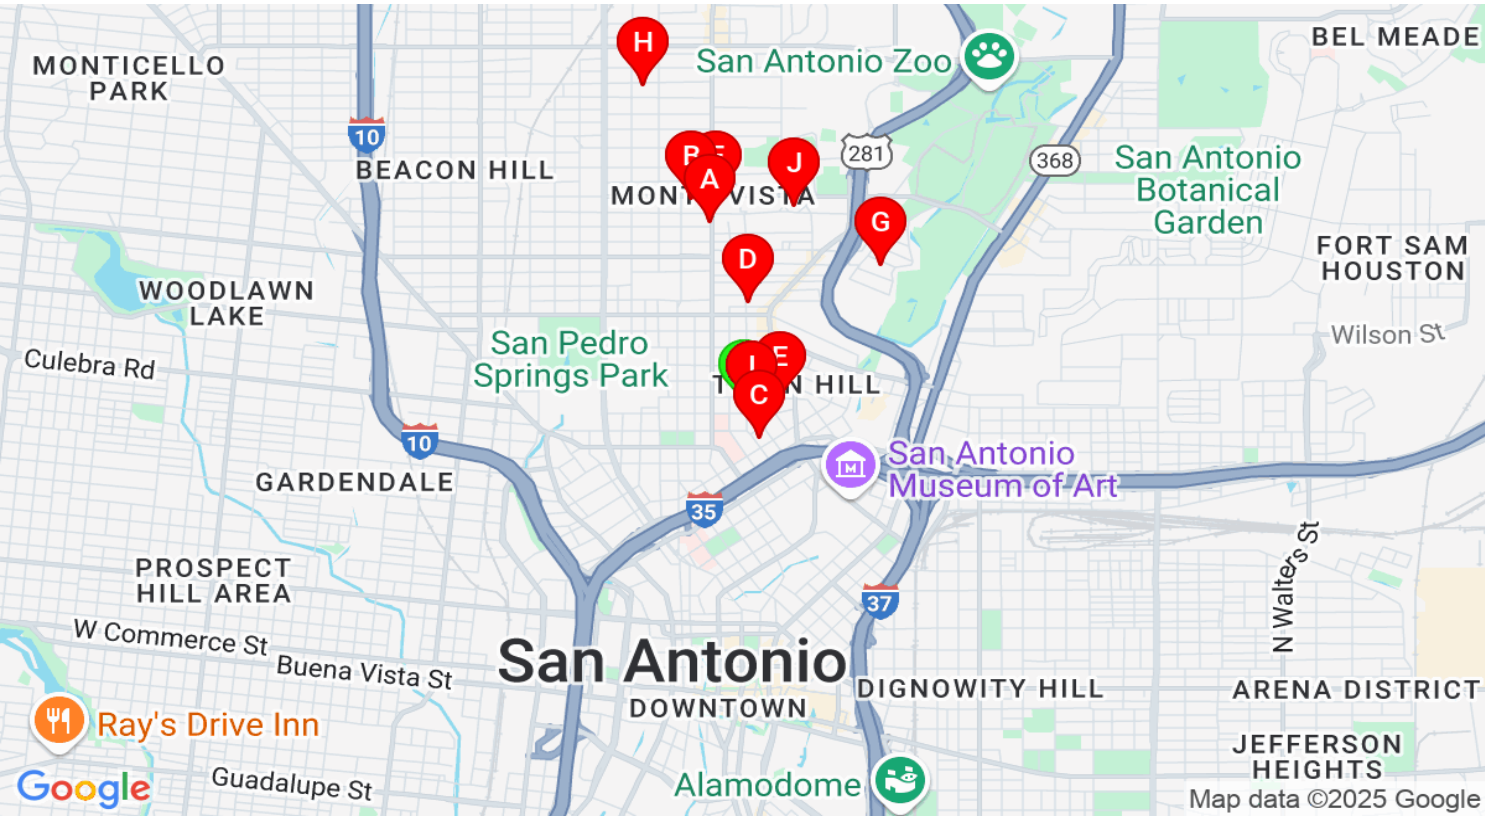 H
San Antonio Zoo
BEL MEADE
MONTICELLO
PARK
10
BEACON HILL
B
A
J
281
368
San Antonio
Botanical
Garden
G
D
FORT SAM
HOUSTON
WOODLAWN
LAKE
Culebra Rd
San Pedro
Springs Park
E
C
HILL
Wilson St
10
GARDENDALE
San Antonio
Museum of Art
35
PROSPECT
HILL AREA
37
N Walters St
W Commerce St
Buena Vista St
San Antonio
DOWNTOWN
DIGNOWITY HILL
ARENA DISTRICT
Ray's Drive Inn
JEFFERSON
HEIGHTS
Google
Guadalupe St
Alamodome
Map data ©2025 Google